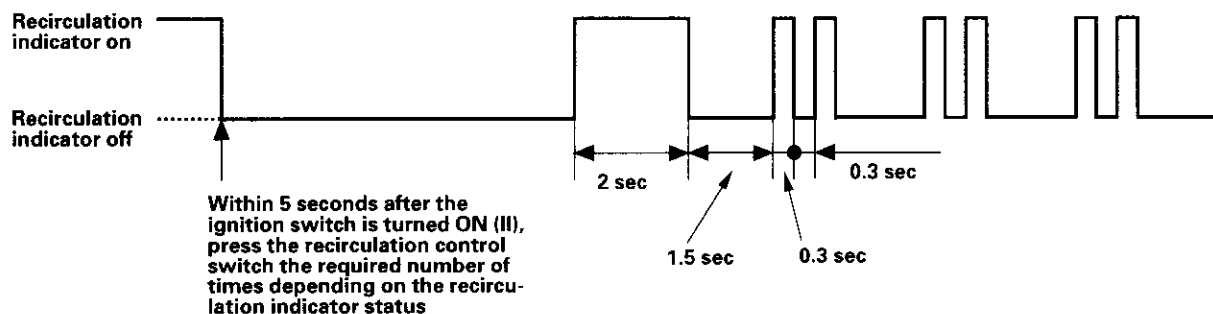 Recirculation
indicator on
Recirculation
indicator off
2 sec
0.3 sec
1.5 sec
0.3 sec
Within 5 seconds after the
ignition switch is turned ON (II),
press the recirculation control
switch the required number of
times depending on the recircu-
lation indicator status